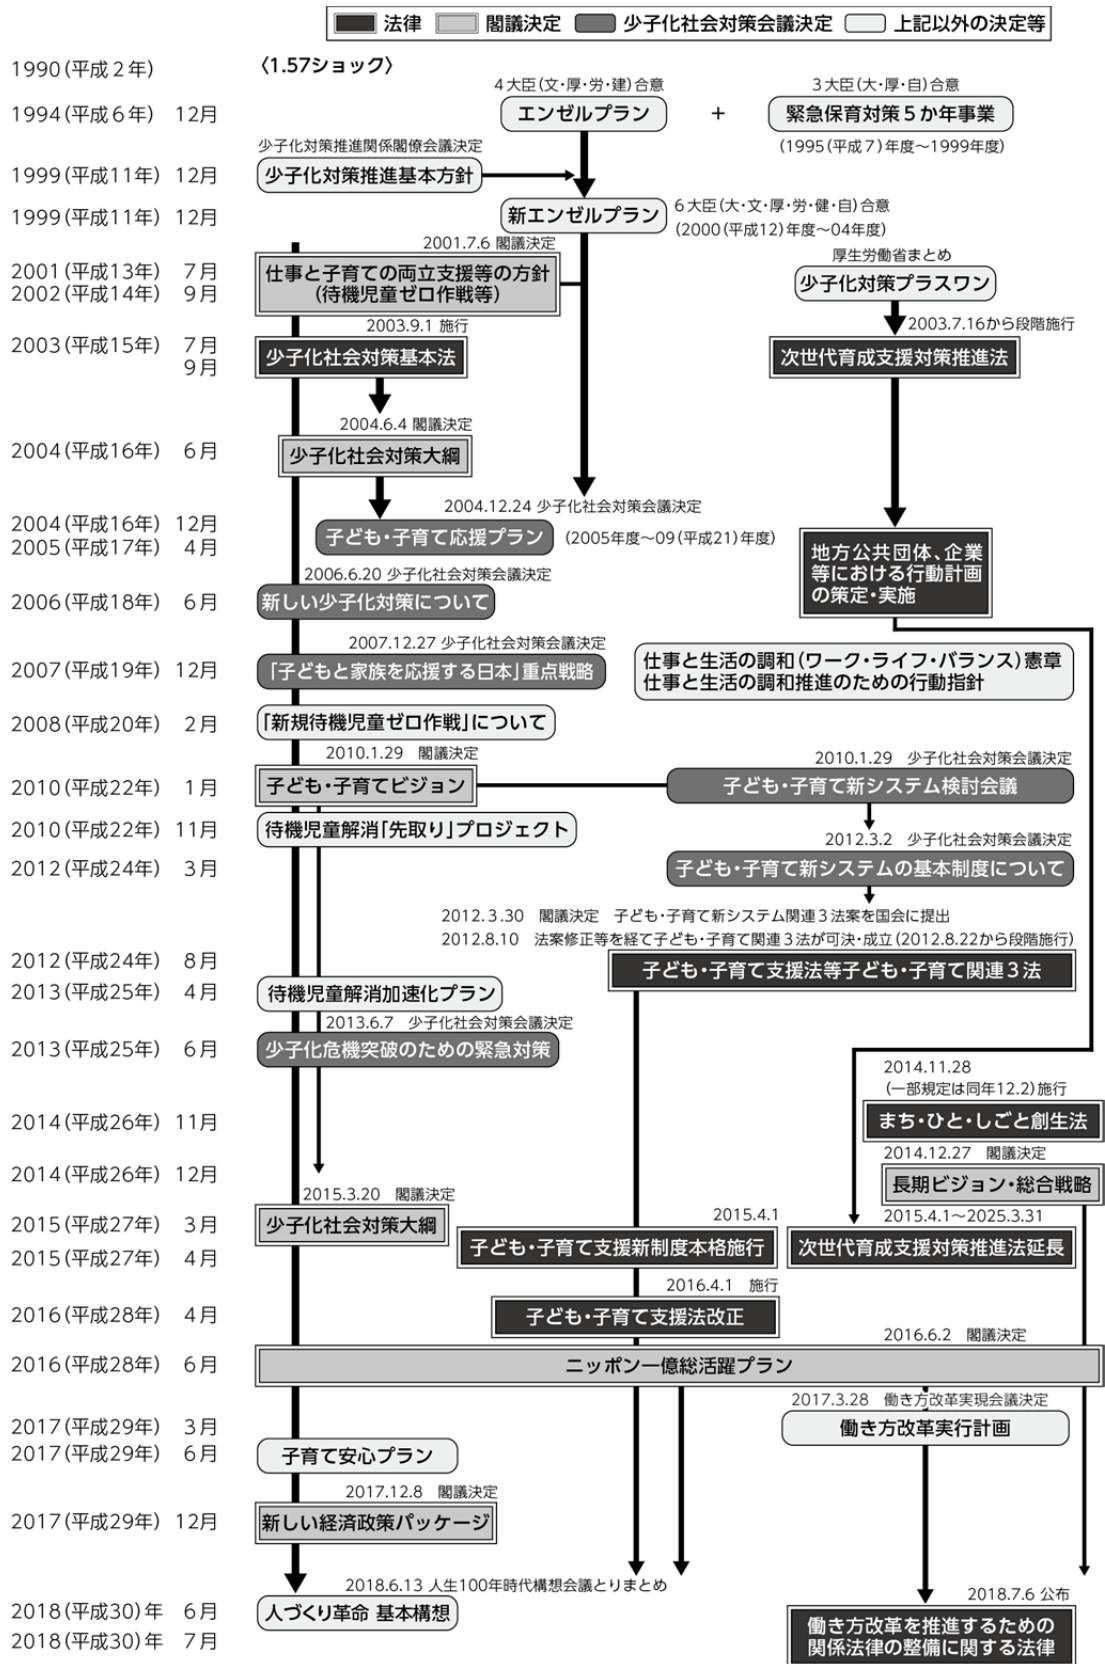 法律 閣議決定 少子化社会対策会議決定 上記以外の決定等
1990(平成2年) 〈1.57ショック〉
4大臣(文・厚・労・建)合意 3大臣(大・厚・自)合意
1994(平成6年) 12月 エンゼルプラン + 緊急保育対策5か年事業
(1995(平成7)年度〜1999年度)
少子化対策推進関係閣僚会議決定
1999(平成11年) 12月 少子化対策推進基本方針
1999(平成11年) 12月 新エンゼルプラン 6大臣(大・文・厚・労・健・自)合意
(2000(平成12)年度〜04年度)
2001.7.6 閣議決定
厚生労働省まとめ
2001(平成13年) 7月 仕事と子育ての両立支援等の方針
2002(平成14年) 9月 (待機児童ゼロ作戦等) 少子化対策プラスワン
2003.9.1 施行 2003.7.16から段階施行
2003(平成15年) 7月
9月 少子化社会対策基本法 次世代育成支援対策推進法
2004.6.4 閣議決定
2004(平成16年) 6月 少子化社会対策大綱
2004.12.24 少子化社会対策会議決定
2004(平成16年) 12月 子ども・子育て応援プラン (2005年度〜09(平成21)年度)
2005(平成17年) 4月
地方公共団体、企業
等における行動計画
の策定・実施
2006.6.20 少子化社会対策会議決定
2006(平成18年) 6月 新しい少子化対策について
2007.12.27 少子化社会対策会議決定
2007(平成19年) 12月 「子どもと家族を応援する日本」重点戦略
仕事と生活の調和(ワーク・ライフ・バランス)憲章
仕事と生活の調和推進のための行動指針
2008(平成20年) 2月 「新規待機児童ゼロ作戦」について
2010.1.29 閣議決定 2010.1.29 少子化社会対策会議決定
2010(平成22年) 1月 子ども・子育てビジョン 子ども・子育て新システム検討会議
2010(平成22年) 11月 待機児童解消「先取り」プロジェクト
2012.3.2 少子化社会対策会議決定
2012(平成24年) 3月 子ども・子育て新システムの基本制度について
2012.3.30 閣議決定 子ども・子育て新システム関連3法案を国会に提出
2012.8.10 法案修正等を経て子ども・子育て関連3法が可決・成立(2012.8.22から段階施行)
2012(平成24年) 8月 子ども・子育て支援法等子ども・子育て関連3法
2013(平成25年) 4月 待機児童解消加速化プラン
2013.6.7 少子化社会対策会議決定
2013(平成25年) 6月 少子化危機突破のための緊急対策
2014.11.28
(一部規定は同年12.2)施行
2014(平成26年) 11月 まち・ひと・しごと創生法
2014.12.27 閣議決定
2014(平成26年) 12月 長期ビジョン・総合戦略
2015.3.20 閣議決定 2015.4.1 2015.4.1〜2025.3.31
2015(平成27年) 3月 少子化社会対策大綱
2015(平成27年) 4月 子ども・子育て支援新制度本格施行 次世代育成支援対策推進法延長
2016.4.1 施行
2016(平成28年) 4月 子ども・子育て支援法改正
2016.6.2 閣議決定
2016(平成28年) 6月 ニッポン一億総活躍プラン
2017.3.28 働き方改革実現会議決定
2017(平成29年) 3月 働き方改革実行計画
2017(平成29年) 6月 子育て安心プラン
2017.12.8 閣議決定
2017(平成29年) 12月 新しい経済政策パッケージ
2018.6.13 人生100年時代構想会議とりまとめ
2018.7.6 公布
2018(平成30)年 6月 人づくり革命 基本構想
2018(平成30)年 7月 働き方改革を推進するための
関係法律の整備に関する法律